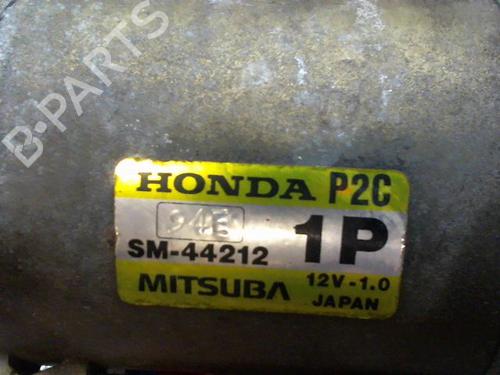 B-PARTS
HONDA P2C
94E
1P
SM-44212
MITSUBA
12V-1.0
JAPAN